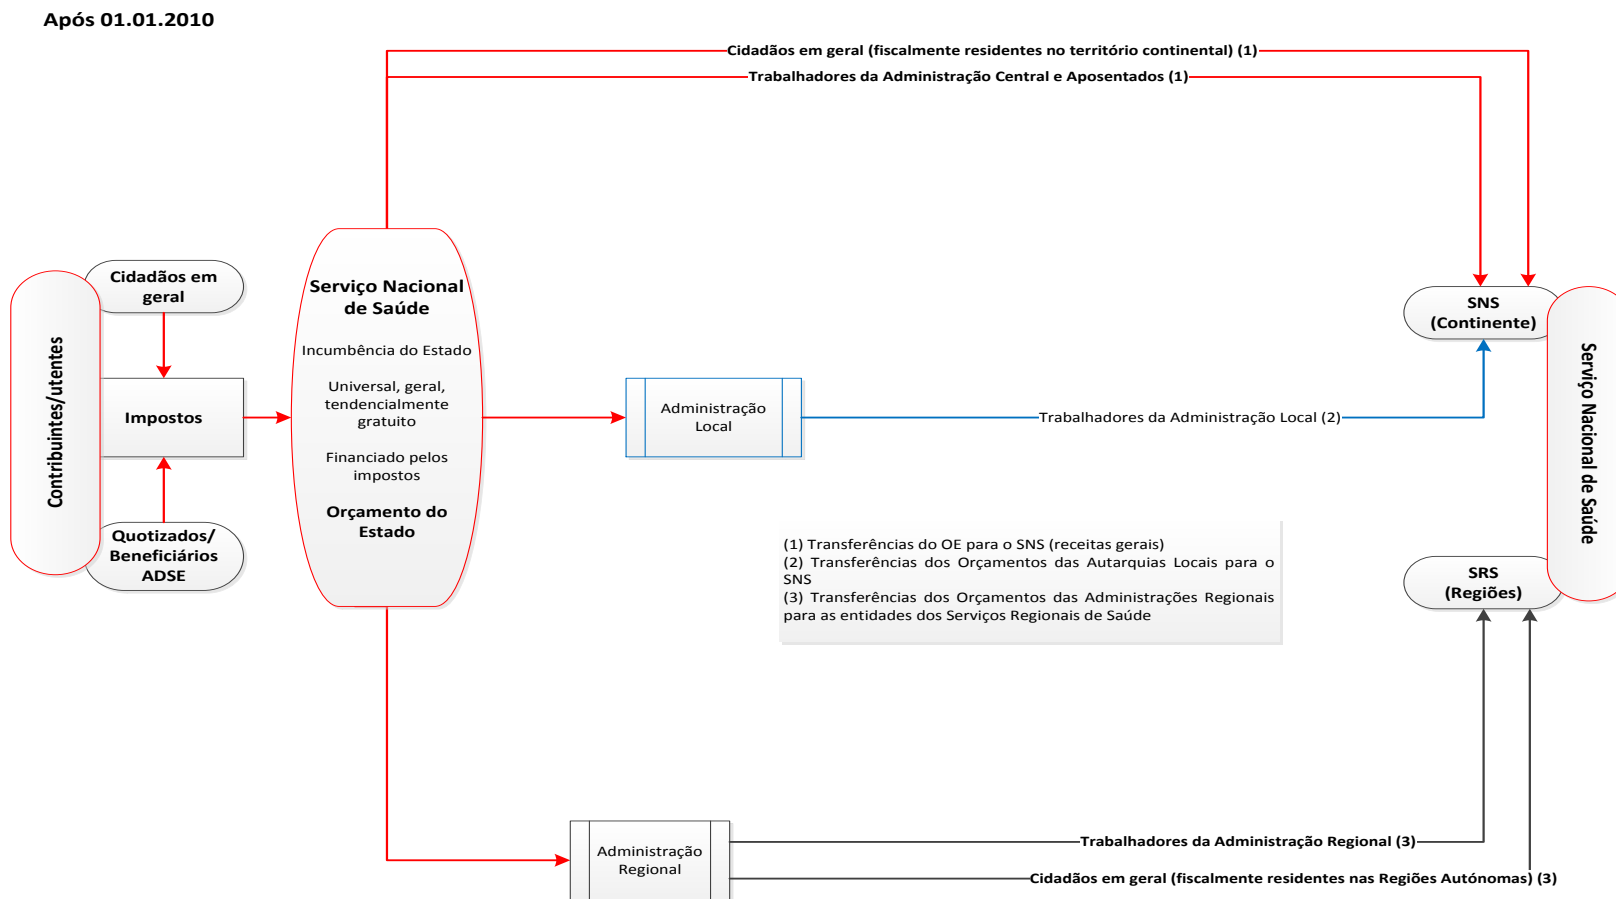 Após 01.01.2010
Cidadãos em geral (fiscalmente residentes no território continental) (1)
Trabalhadores da Administração Central e Aposentados (1)
Contribuintes/utentes
Cidadãos em
geral
Impostos
Quotizados/
Beneficiários
ADSE
Serviço Nacional
de Saúde
Incumbência do Estado
Universal, geral,
tendencialmente
gratuito
Financiado pelos
impostos
Orçamento do
Estado
Administração
Local
Trabalhadores da Administração Local (2)
SNS
(Continente)
Serviço Nacional de Saúde
SRS
(Regiões)
(1) Transferências do OE para o SNS (receitas gerais)
(2) Transferências dos Orçamentos das Autarquias Locais para o
SNS
(3) Transferências dos Orçamentos das Administrações Regionais
para as entidades dos Serviços Regionais de Saúde
Administração
Regional
Trabalhadores da Administração Regional (3)
Cidadãos em geral (fiscalmente residentes nas Regiões Autónomas) (3)